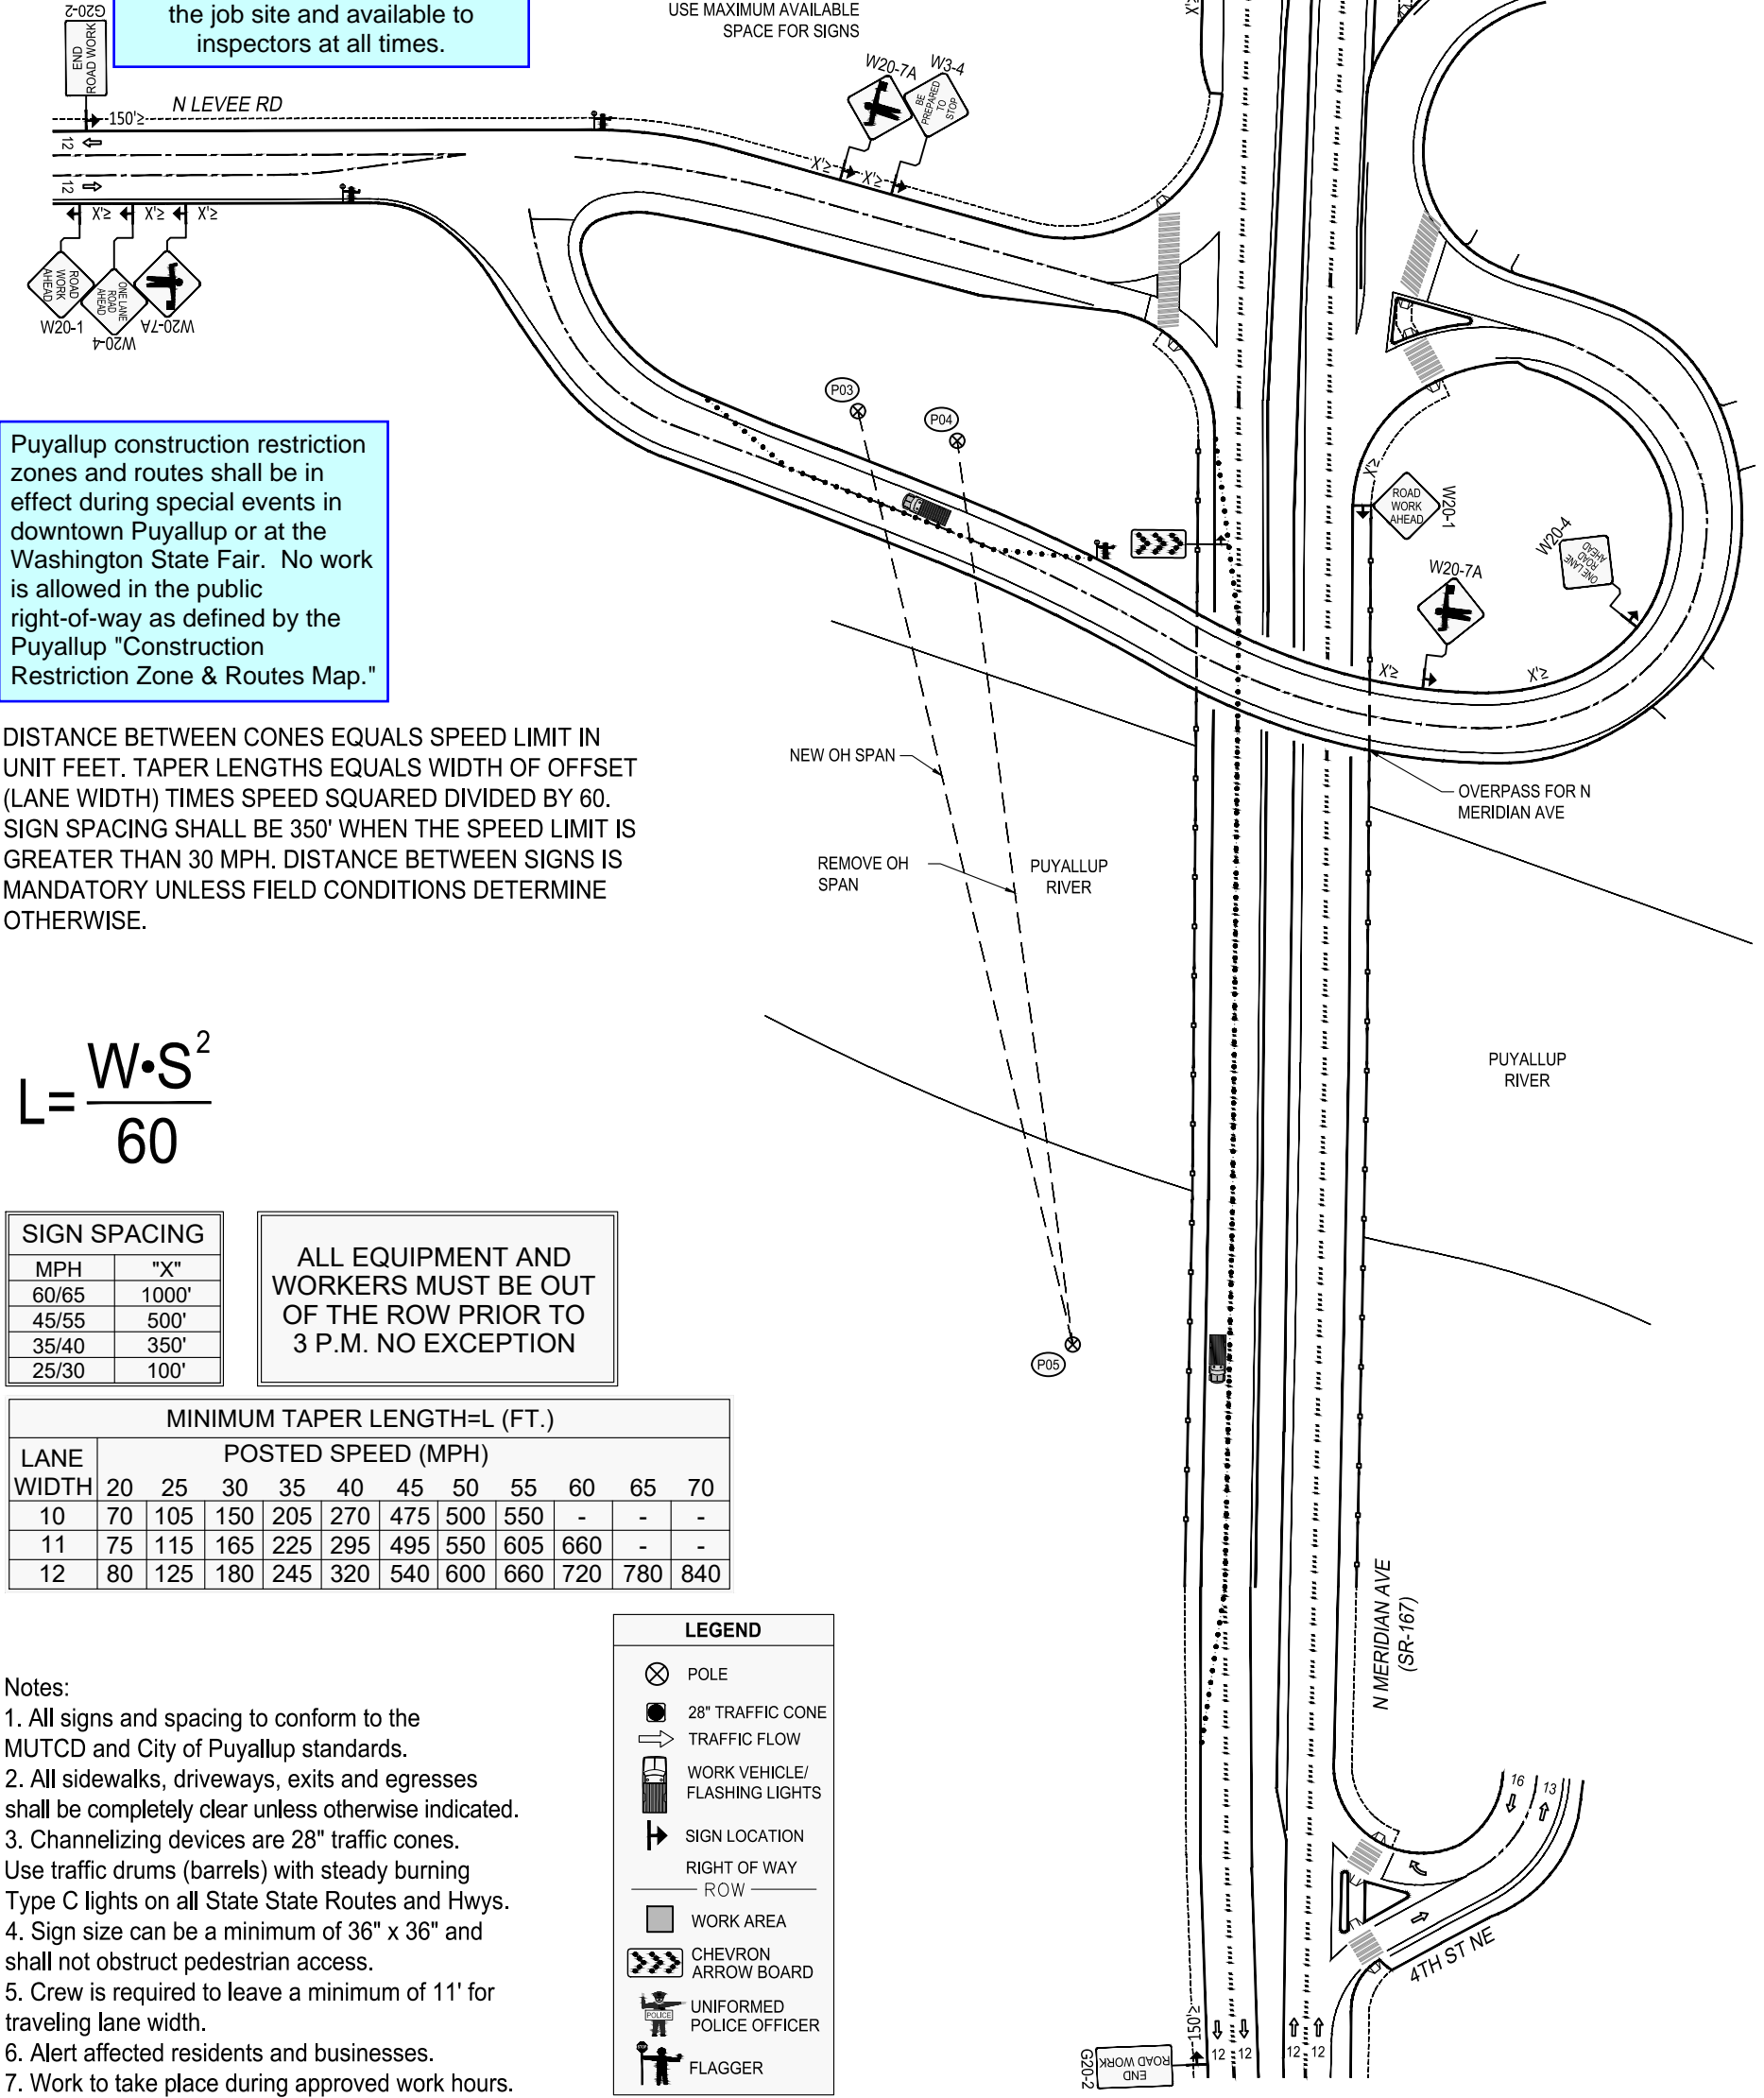 G20-2
END
ROAD WORK
the job site and available to
inspectors at all times.
USE MAXIMUM AVAILABLE
SPACE FOR SIGNS
X'≥
N LEVEE RD
150'≥
12
12
X'≥
X'≥
X'≥
ROAD
WORK
AHEAD
W20-1
ONE LANE
ROAD
AHEAD
W20-4
W20-7A
W20-7A
W3-4
BE
PREPARED
TO
STOP
X'≥
X'≥
P03
P04
Puyallup construction restriction
zones and routes shall be in
effect during special events in
downtown Puyallup or at the
Washington State Fair.  No work
is allowed in the public
right-of-way as defined by the
Puyallup "Construction
Restriction Zone & Routes Map."
X'≥
ROAD
WORK
AHEAD
W20-1
W20-4
ONE LANE
ROAD
AHEAD
W20-7A
X'≥
X'≥
DISTANCE BETWEEN CONES EQUALS SPEED LIMIT IN
UNIT FEET. TAPER LENGTHS EQUALS WIDTH OF OFFSET
(LANE WIDTH) TIMES SPEED SQUARED DIVIDED BY 60.
SIGN SPACING SHALL BE 350' WHEN THE SPEED LIMIT IS
GREATER THAN 30 MPH. DISTANCE BETWEEN SIGNS IS
MANDATORY UNLESS FIELD CONDITIONS DETERMINE
OTHERWISE.
NEW OH SPAN
REMOVE OH
SPAN
PUYALLUP
RIVER
OVERPASS FOR N
MERIDIAN AVE
PUYALLUP
RIVER
L= W•S²
60
SIGN SPACING
MPH "X"
60/65 1000'
45/55 500'
35/40 350'
25/30 100'
ALL EQUIPMENT AND
WORKERS MUST BE OUT
OF THE ROW PRIOR TO
3 P.M. NO EXCEPTION
P05
MINIMUM TAPER LENGTH=L (FT.)
LANE
WIDTH
POSTED SPEED (MPH)
20 25 30 35 40 45 50 55 60 65 70
10 70 105 150 205 270 475 500 550 - - -
11 75 115 165 225 295 495 550 605 660 - -
12 80 125 180 245 320 540 600 660 720 780 840
Notes:
1. All signs and spacing to conform to the
MUTCD and City of Puyallup standards.
2. All sidewalks, driveways, exits and egresses
shall be completely clear unless otherwise indicated.
3. Channelizing devices are 28" traffic cones.
Use traffic drums (barrels) with steady burning
Type C lights on all State State Routes and Hwys.
4. Sign size can be a minimum of 36" x 36" and
shall not obstruct pedestrian access.
5. Crew is required to leave a minimum of 11' for
traveling lane width.
6. Alert affected residents and businesses.
7. Work to take place during approved work hours.
LEGEND
POLE
28" TRAFFIC CONE
TRAFFIC FLOW
WORK VEHICLE/
FLASHING LIGHTS
SIGN LOCATION
RIGHT OF WAY
ROW
WORK AREA
CHEVRON
ARROW BOARD
POLICE
UNIFORMED
POLICE OFFICER
FLAGGER
N MERIDIAN AVE
(SR-167)
16
13
4TH ST NE
150'≥
12
12
12
12
G20-2
END
ROAD WORK